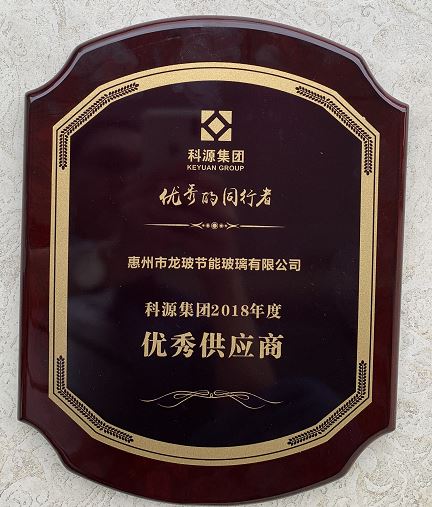 科源集团
KEYUAN GROUP
优秀的同行者
惠州市龙玻节能玻璃有限公司
科源集团2018年度
优秀供应商